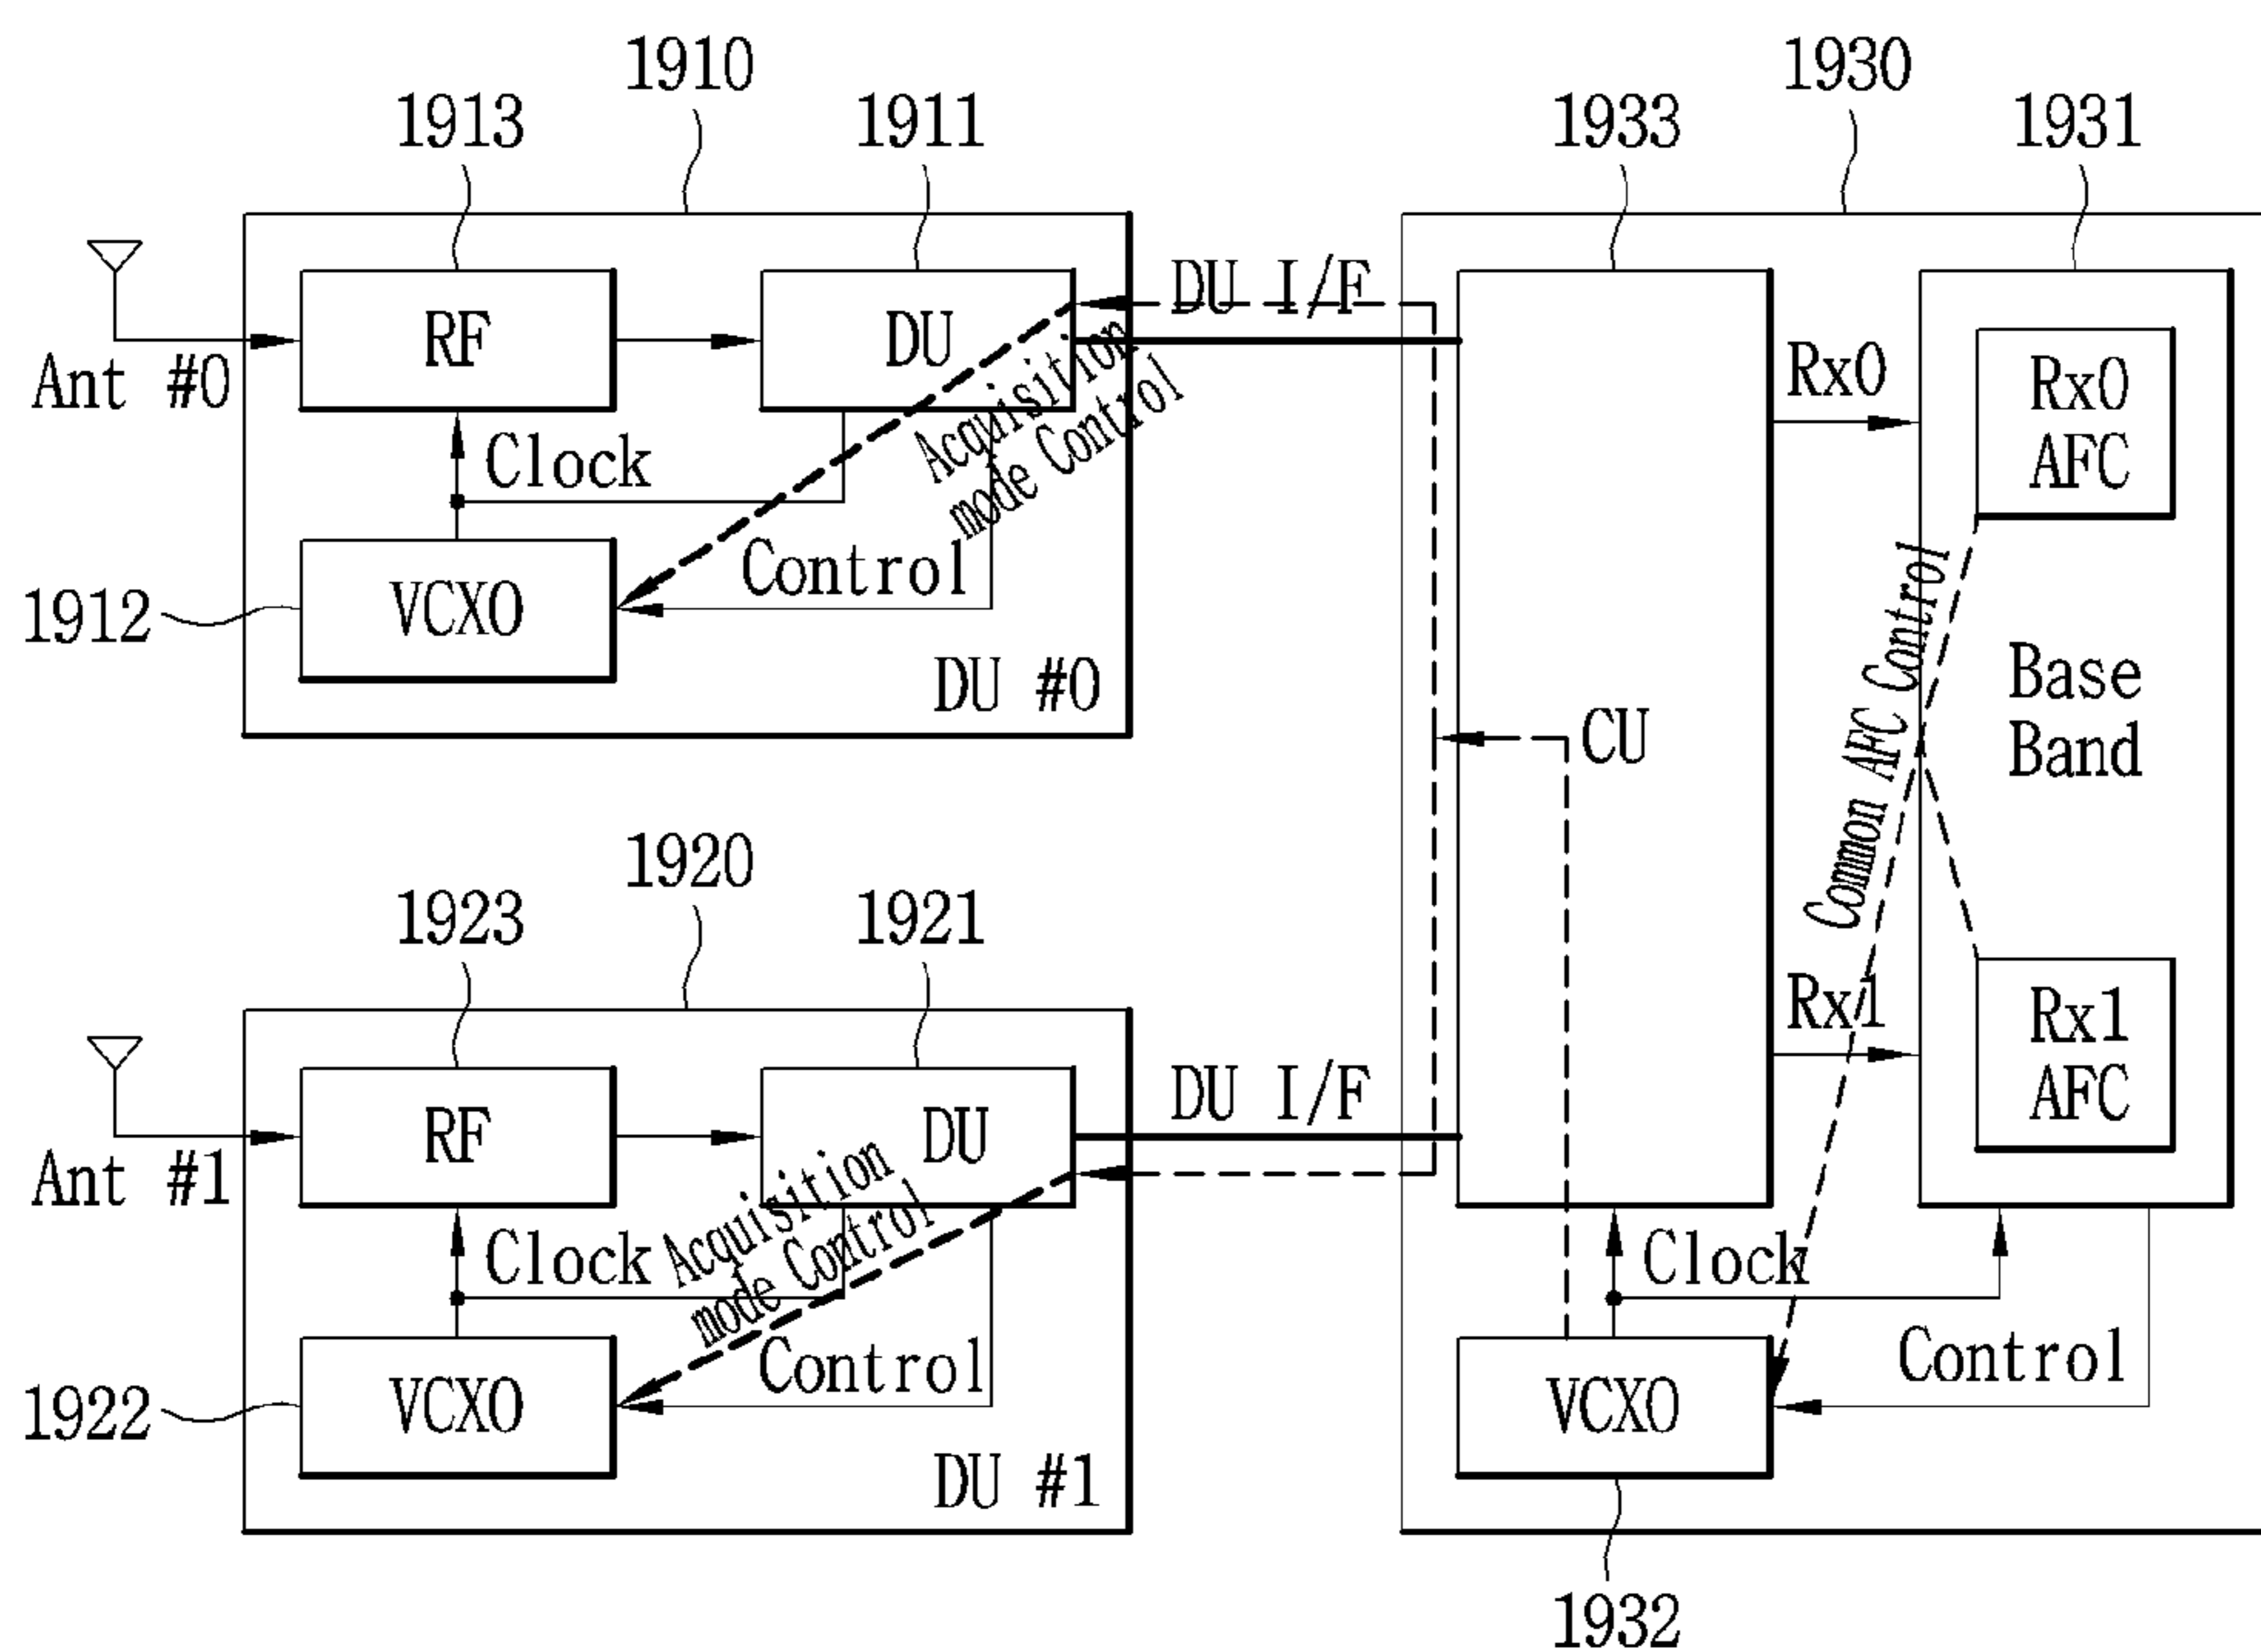 1910
1930
1913
1911
1933
1931
DU I/F
RF
DU
Rx0
Rx0
AFC
Ant #0
Acquisition
mode Control
Clock
Control
Common AFC Control
1912
VCXO
Base
Band
DU #0
CU
1920
1923
1921
Rx1
Rx1
AFC
DU I/F
RF
DU
Ant #1
Acquisition
mode Control
Clock
Clock
Control
Control
1922
VCXO
VCXO
DU #1
1932